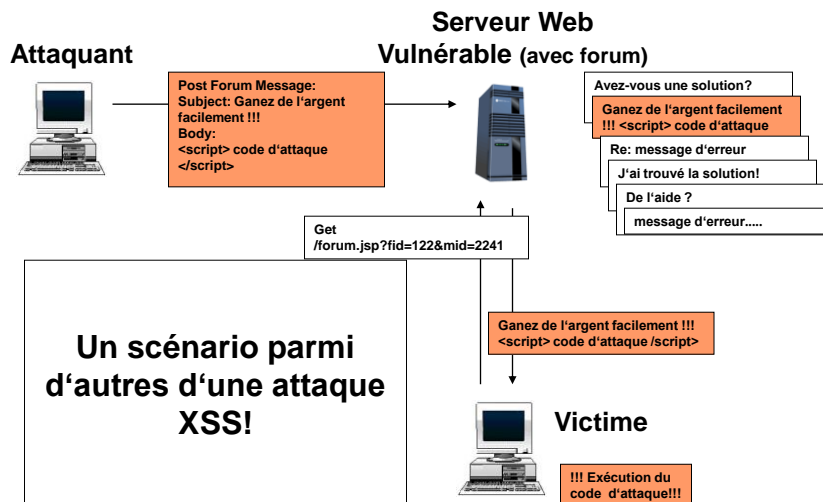 Serveur Web
Vulnérable (avec forum)
Attaquant
Post Forum Message:
Subject: Ganez de l‘argent
facilement !!!
Body:
<script> code d‘attaque
</script>
Avez-vous une solution?
Ganez de l‘argent facilement
!!! <script> code d‘attaque
Re: message d‘erreur
J‘ai trouvé la solution!
De l‘aide ?
message d‘erreur.....
Get
/forum.jsp?fid=122&mid=2241
Ganez de l‘argent facilement !!!
<script> code d‘attaque /script>
Un scénario parmi
d‘autres d‘une attaque
XSS!
Victime
!!! Exécution du
code d‘attaque!!!